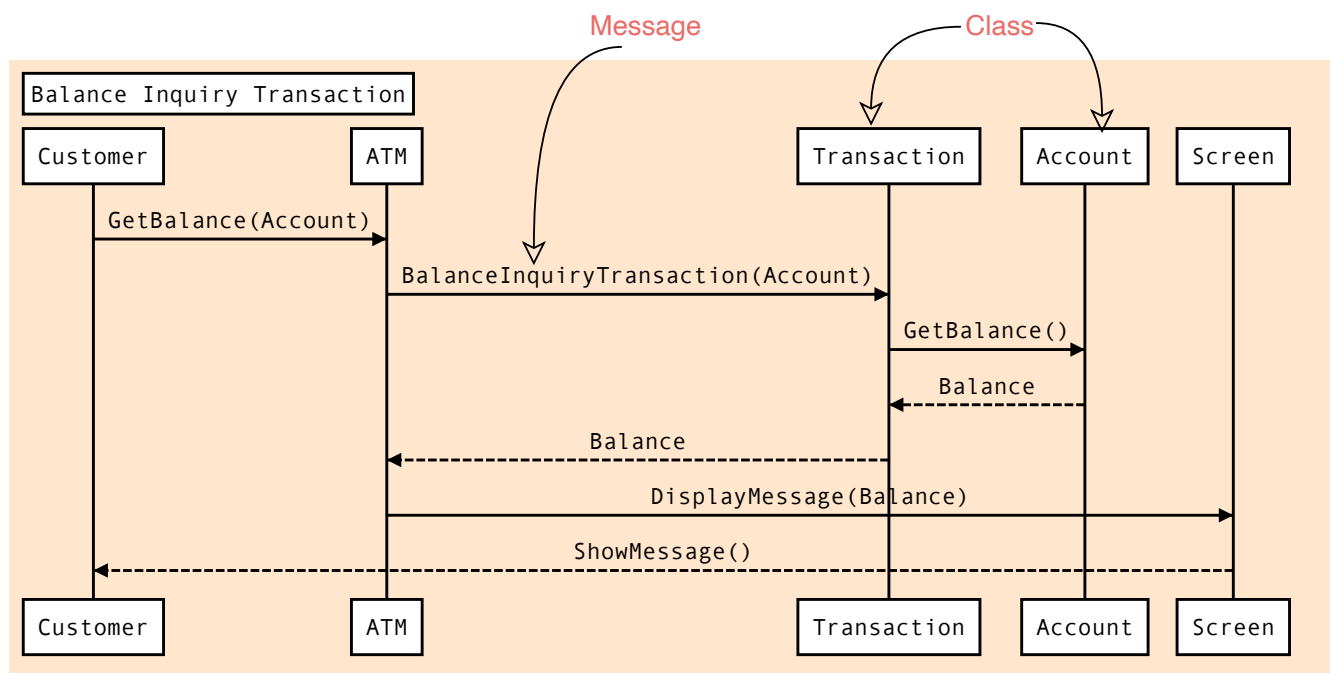 Message
Class
Balance Inquiry Transaction
Customer
ATM
Transaction
Account
Screen
GetBalance(Account)
BalanceInquiryTransaction(Account)
GetBalance()
Balance
Balance
DisplayMessage(Balance)
ShowMessage()
Customer
ATM
Transaction
Account
Screen